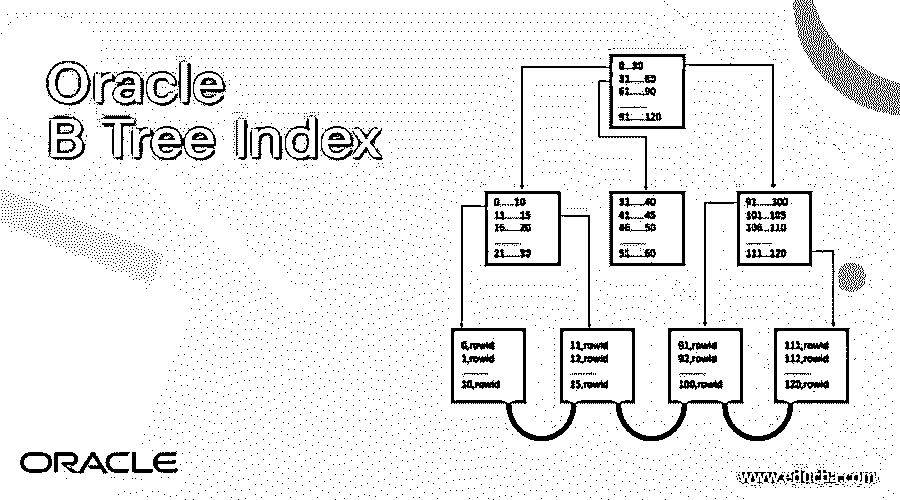 Oracle
B Tree Index
0...30
31......60
61......90
91......120
0......10
11......15
16......20
21......30
31......40
41......45
46......50
51......60
91......100
101...105
106...110
111...120
0,rowid
1,rowid
10,rowid
11,rowid
12,rowid
15,rowid
91,rowid
92,rowid
100,rowid
111,rowid
112,rowid
120,rowid
ORACLE
www.educba.com